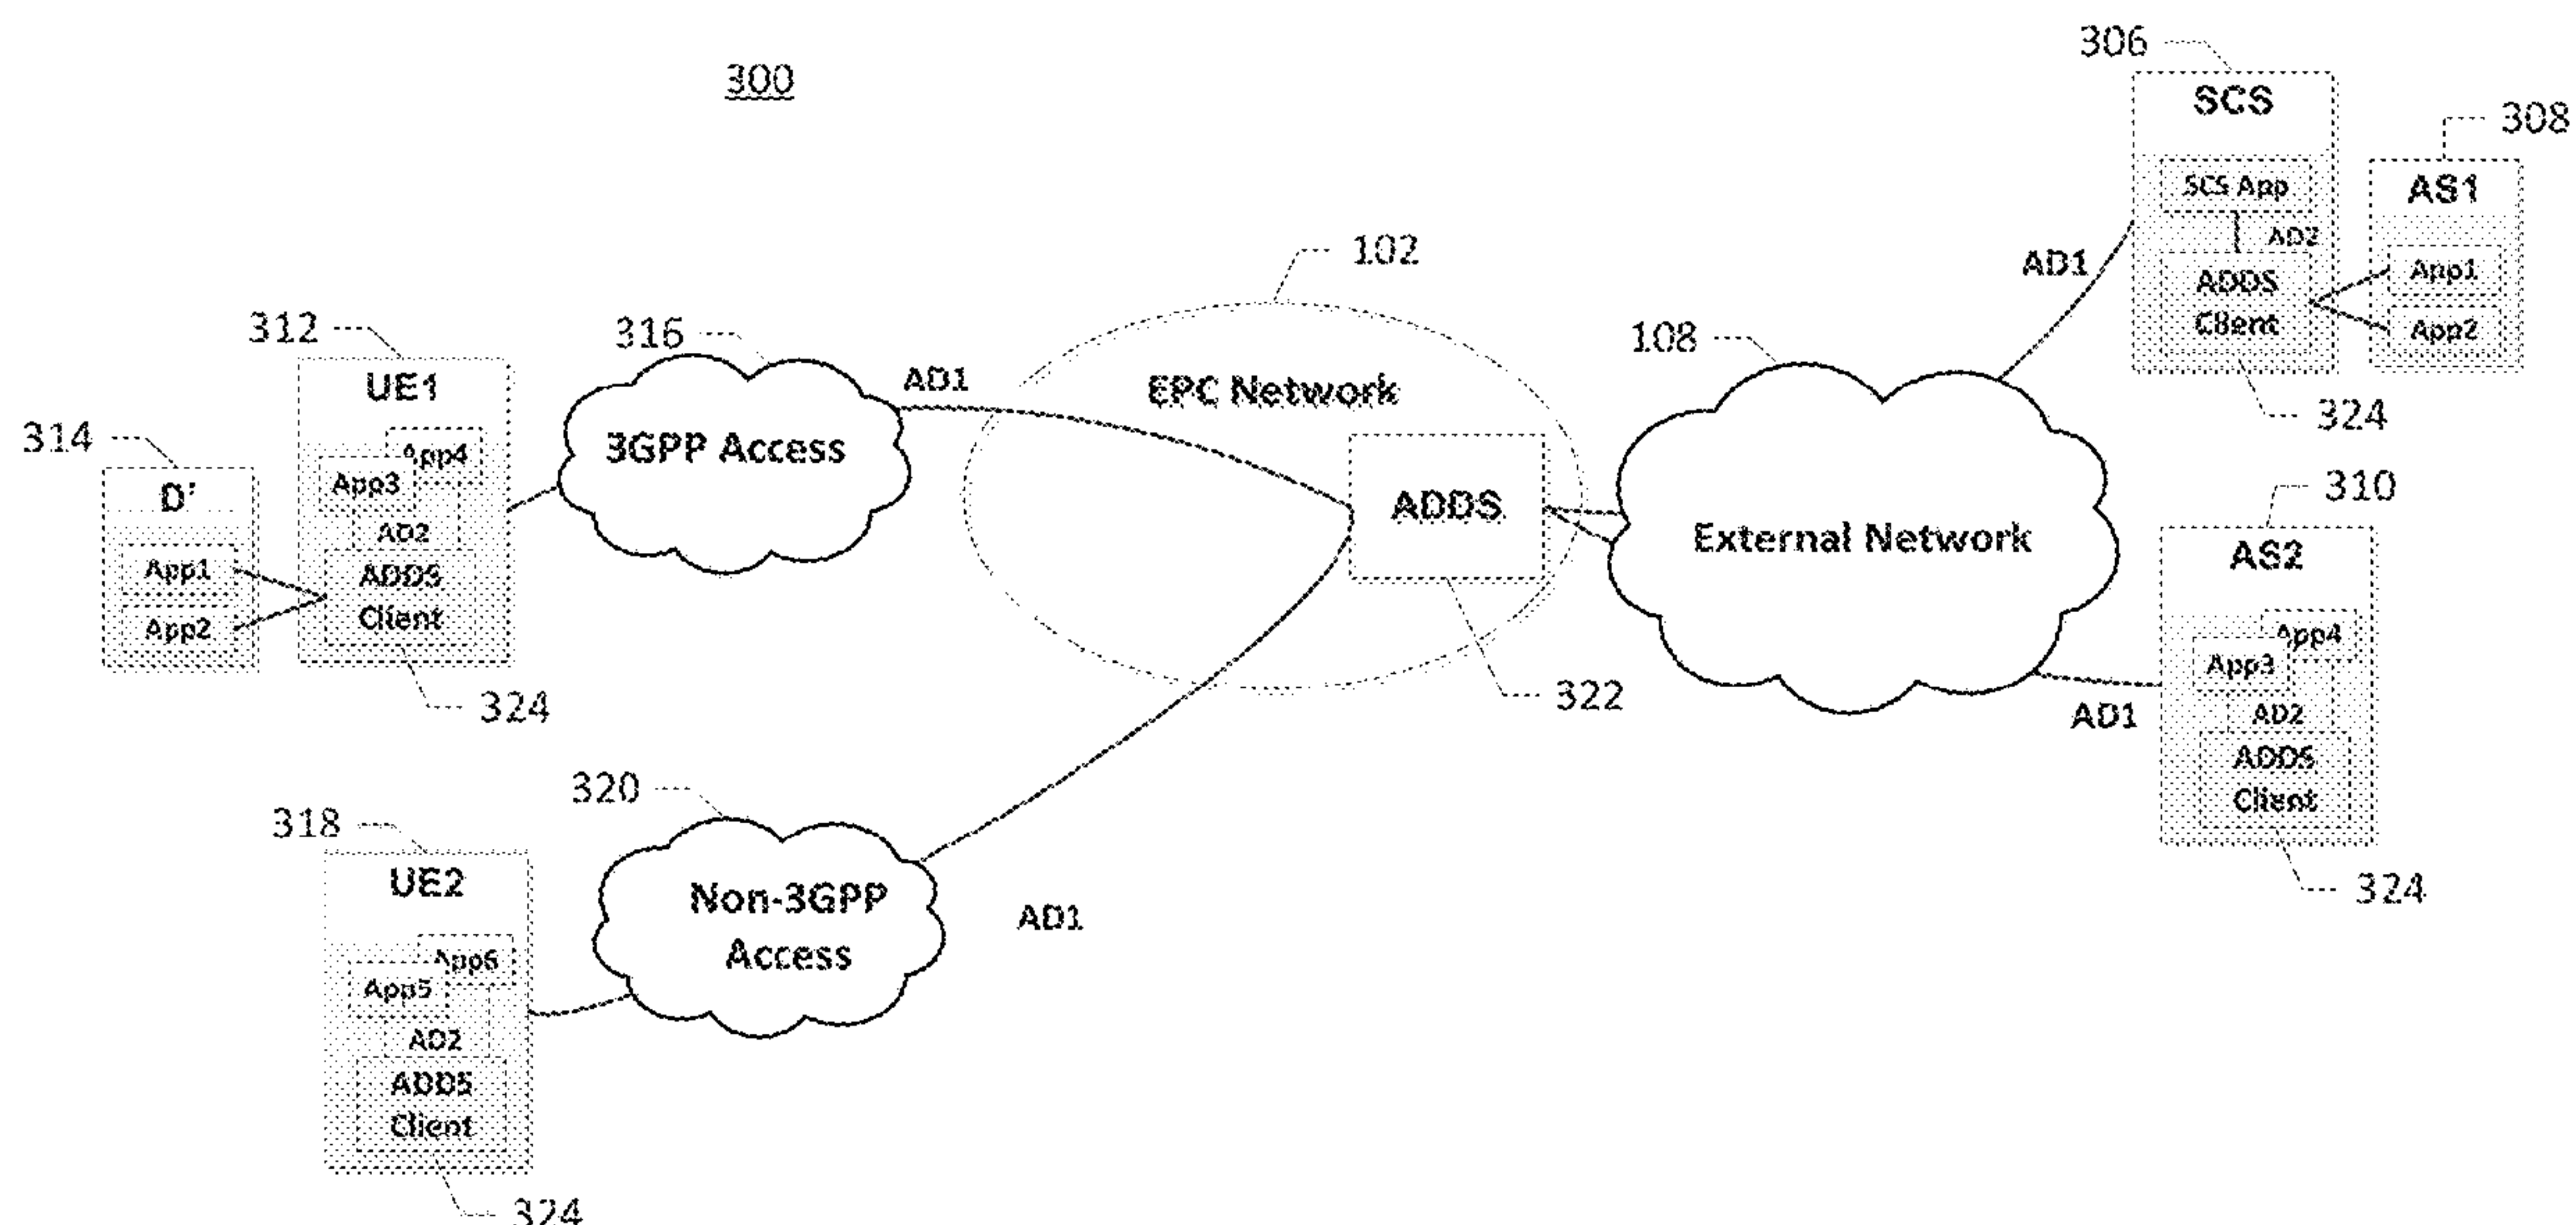 300
306
SCS
308
SCS App
AS1
AD2
App1
ADDS
Client
App2
AD1
324
102
EPC Network
108
312
UE1
316
AD1
314
D'
App4
App3
AD2
App1
ADDS
Client
App2
324
3GPP Access
ADDS
322
External Network
310
AS2
App4
App3
AD2
ADDS
Client
AD1
324
318
UE2
320
Non-3GPP
Access
AD1
App6
App5
AD2
ADDS
Client
324